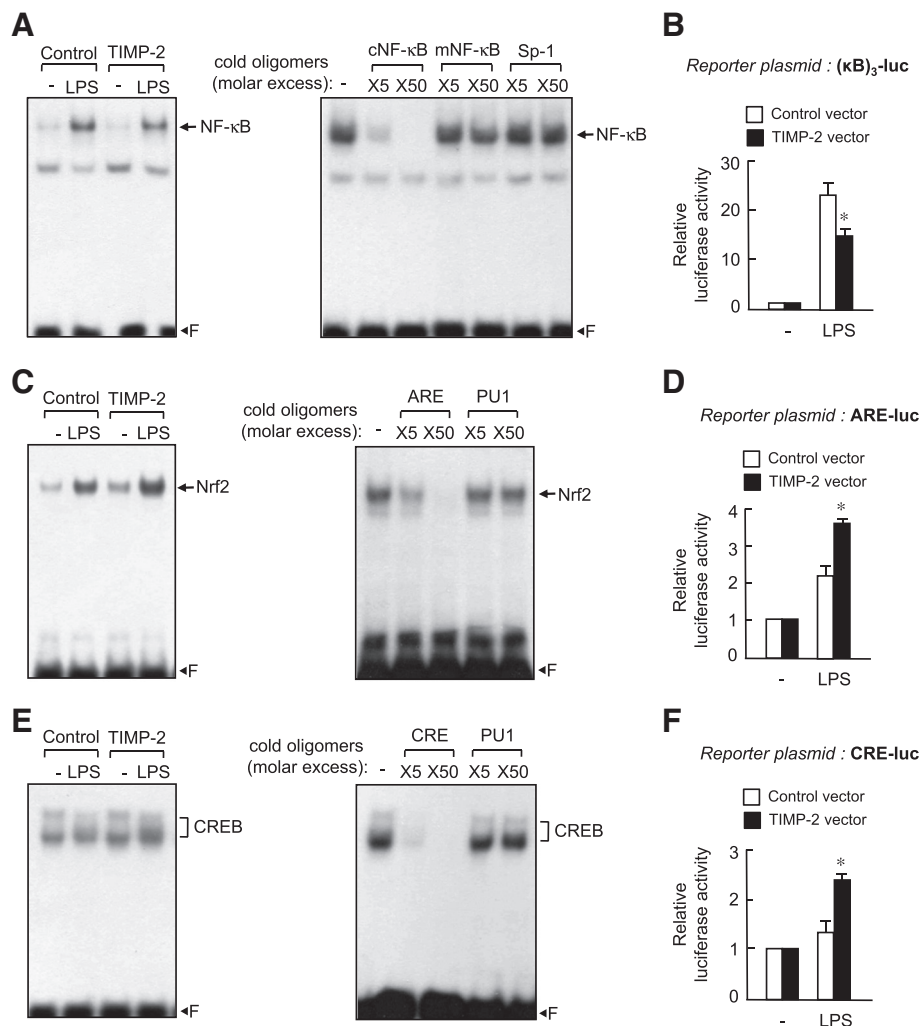 A
Control TIMP-2
- LPS - LPS
NF-κB
F
cold oligomers
(molar excess):
cNF-κB mNF-κB Sp-1
- X5 X50 X5 X50 X5 X50
NF-κB
F
B
Reporter plasmid : (κB)₃-luc
Control vector
TIMP-2 vector
Relative
luciferase activity
30
20
10
0
*
- LPS
C
Control TIMP-2
- LPS - LPS
Nrf2
F
cold oligomers
(molar excess):
ARE PU1
- X5 X50 X5 X50
Nrf2
F
D
Reporter plasmid : ARE-luc
Control vector
TIMP-2 vector
Relative
luciferase activity
4
3
2
1
0
*
- LPS
E
Control TIMP-2
- LPS - LPS
CREB
F
cold oligomers
(molar excess):
CRE PU1
- X5 X50 X5 X50
CREB
F
F
Reporter plasmid : CRE-luc
Control vector
TIMP-2 vector
Relative
luciferase activity
3
2
1
0
*
- LPS